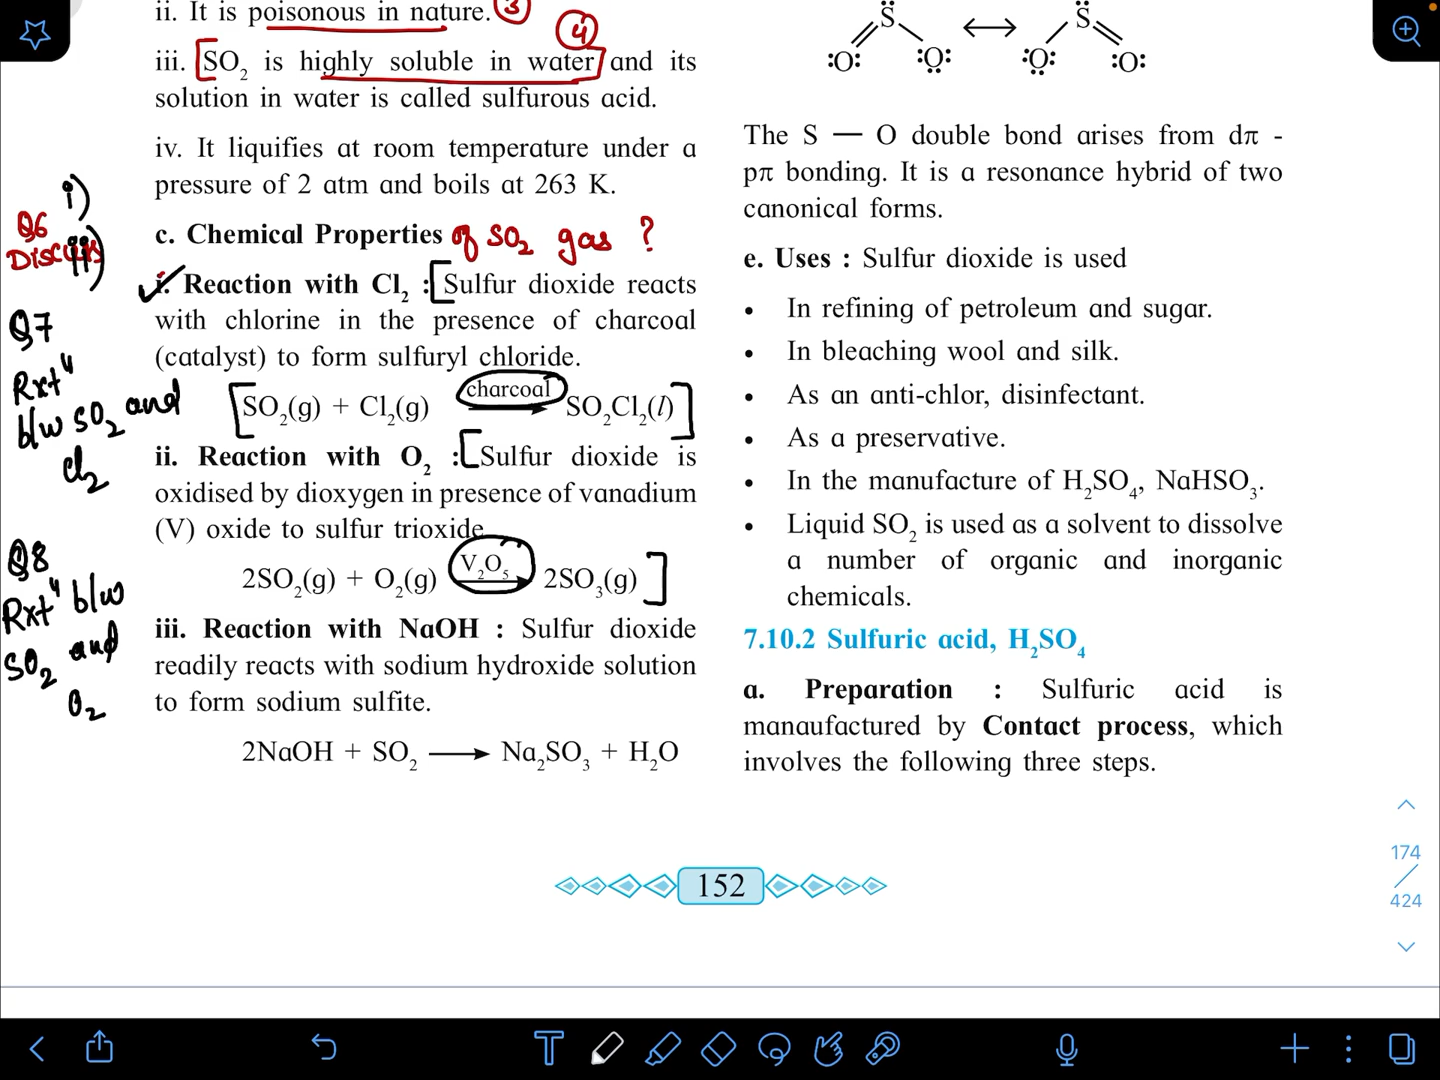 ii. It is poisonous in nature. 3
4
iii. SO₂ is highly soluble in water and its
solution in water is called sulfurous acid.
iv. It liquifies at room temperature under a
pressure of 2 atm and boils at 263 K.
i)
Q6
Discuss
ii)
c. Chemical Properties of SO₂ gas ?
i. Reaction with Cl₂ : Sulfur dioxide reacts
with chlorine in the presence of charcoal
(catalyst) to form sulfuryl chloride.
SO₂(g) + Cl₂(g) charcoal → SO₂Cl₂(l)
Q7
Rxtⁿ
b/w SO₂ and
Cl₂
ii. Reaction with O₂ : Sulfur dioxide is
oxidised by dioxygen in presence of vanadium
(V) oxide to sulfur trioxide
2SO₂(g) + O₂(g) V₂O₅ → 2SO₃(g)
Q8
Rxtⁿ b/w
SO₂ and
O₂
iii. Reaction with NaOH : Sulfur dioxide
readily reacts with sodium hydroxide solution
to form sodium sulfite.
2NaOH + SO₂ → Na₂SO₃ + H₂O
S ↔ S
:O: :O: :O: :O:
The S — O double bond arises from dπ -
pπ bonding. It is a resonance hybrid of two
canonical forms.
e. Uses : Sulfur dioxide is used
• In refining of petroleum and sugar.
• In bleaching wool and silk.
• As an anti-chlor, disinfectant.
• As a preservative.
• In the manufacture of H₂SO₄, NaHSO₃.
• Liquid SO₂ is used as a solvent to dissolve
a number of organic and inorganic
chemicals.
7.10.2 Sulfuric acid, H₂SO₄
a. Preparation : Sulfuric acid is
manaufactured by Contact process, which
involves the following three steps.
152
174
/
424
T